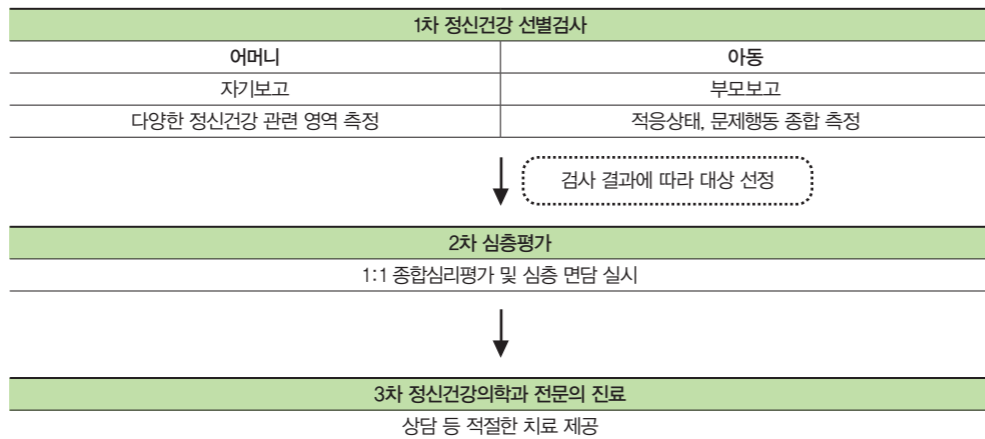 1차 정신건강 선별검사
어머니 아동
자기보고 부모보고
다양한 정신건강 관련 영역 측정 적응상태, 문제행동 종합 측정
검사 결과에 따라 대상 선정
2차 심층평가
1:1 종합심리평가 및 심층 면담 실시
3차 정신건강의학과 전문의 진료
상담 등 적절한 치료 제공